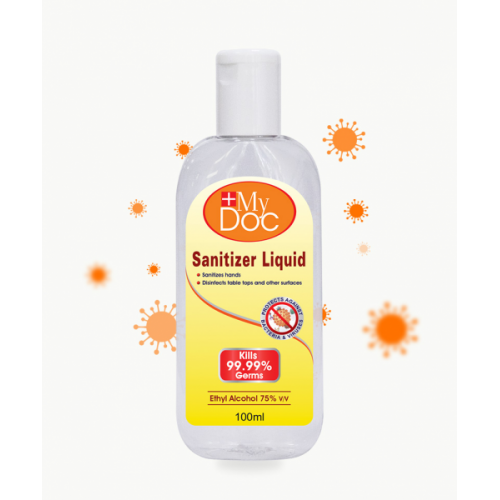 My
Doc
Sanitizer Liquid
• Sanitizes hands
• Disinfects table tops and other surfaces
PROTECTS AGAINST
BACTERIA & VIRUSES
Kills
99.99%
Germs
Ethyl Alcohol 75% V/V
100ml